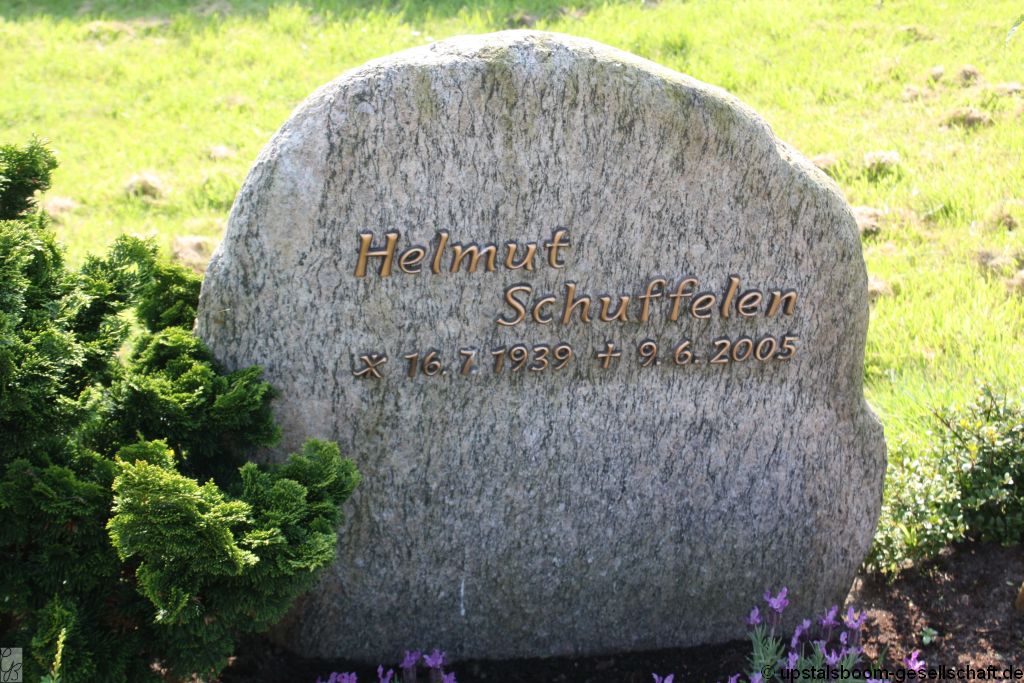 Helmut
Schuffelen
* 16. 7. 1939 † 9. 6. 2005
© upstalsboom-gesellschaft.de